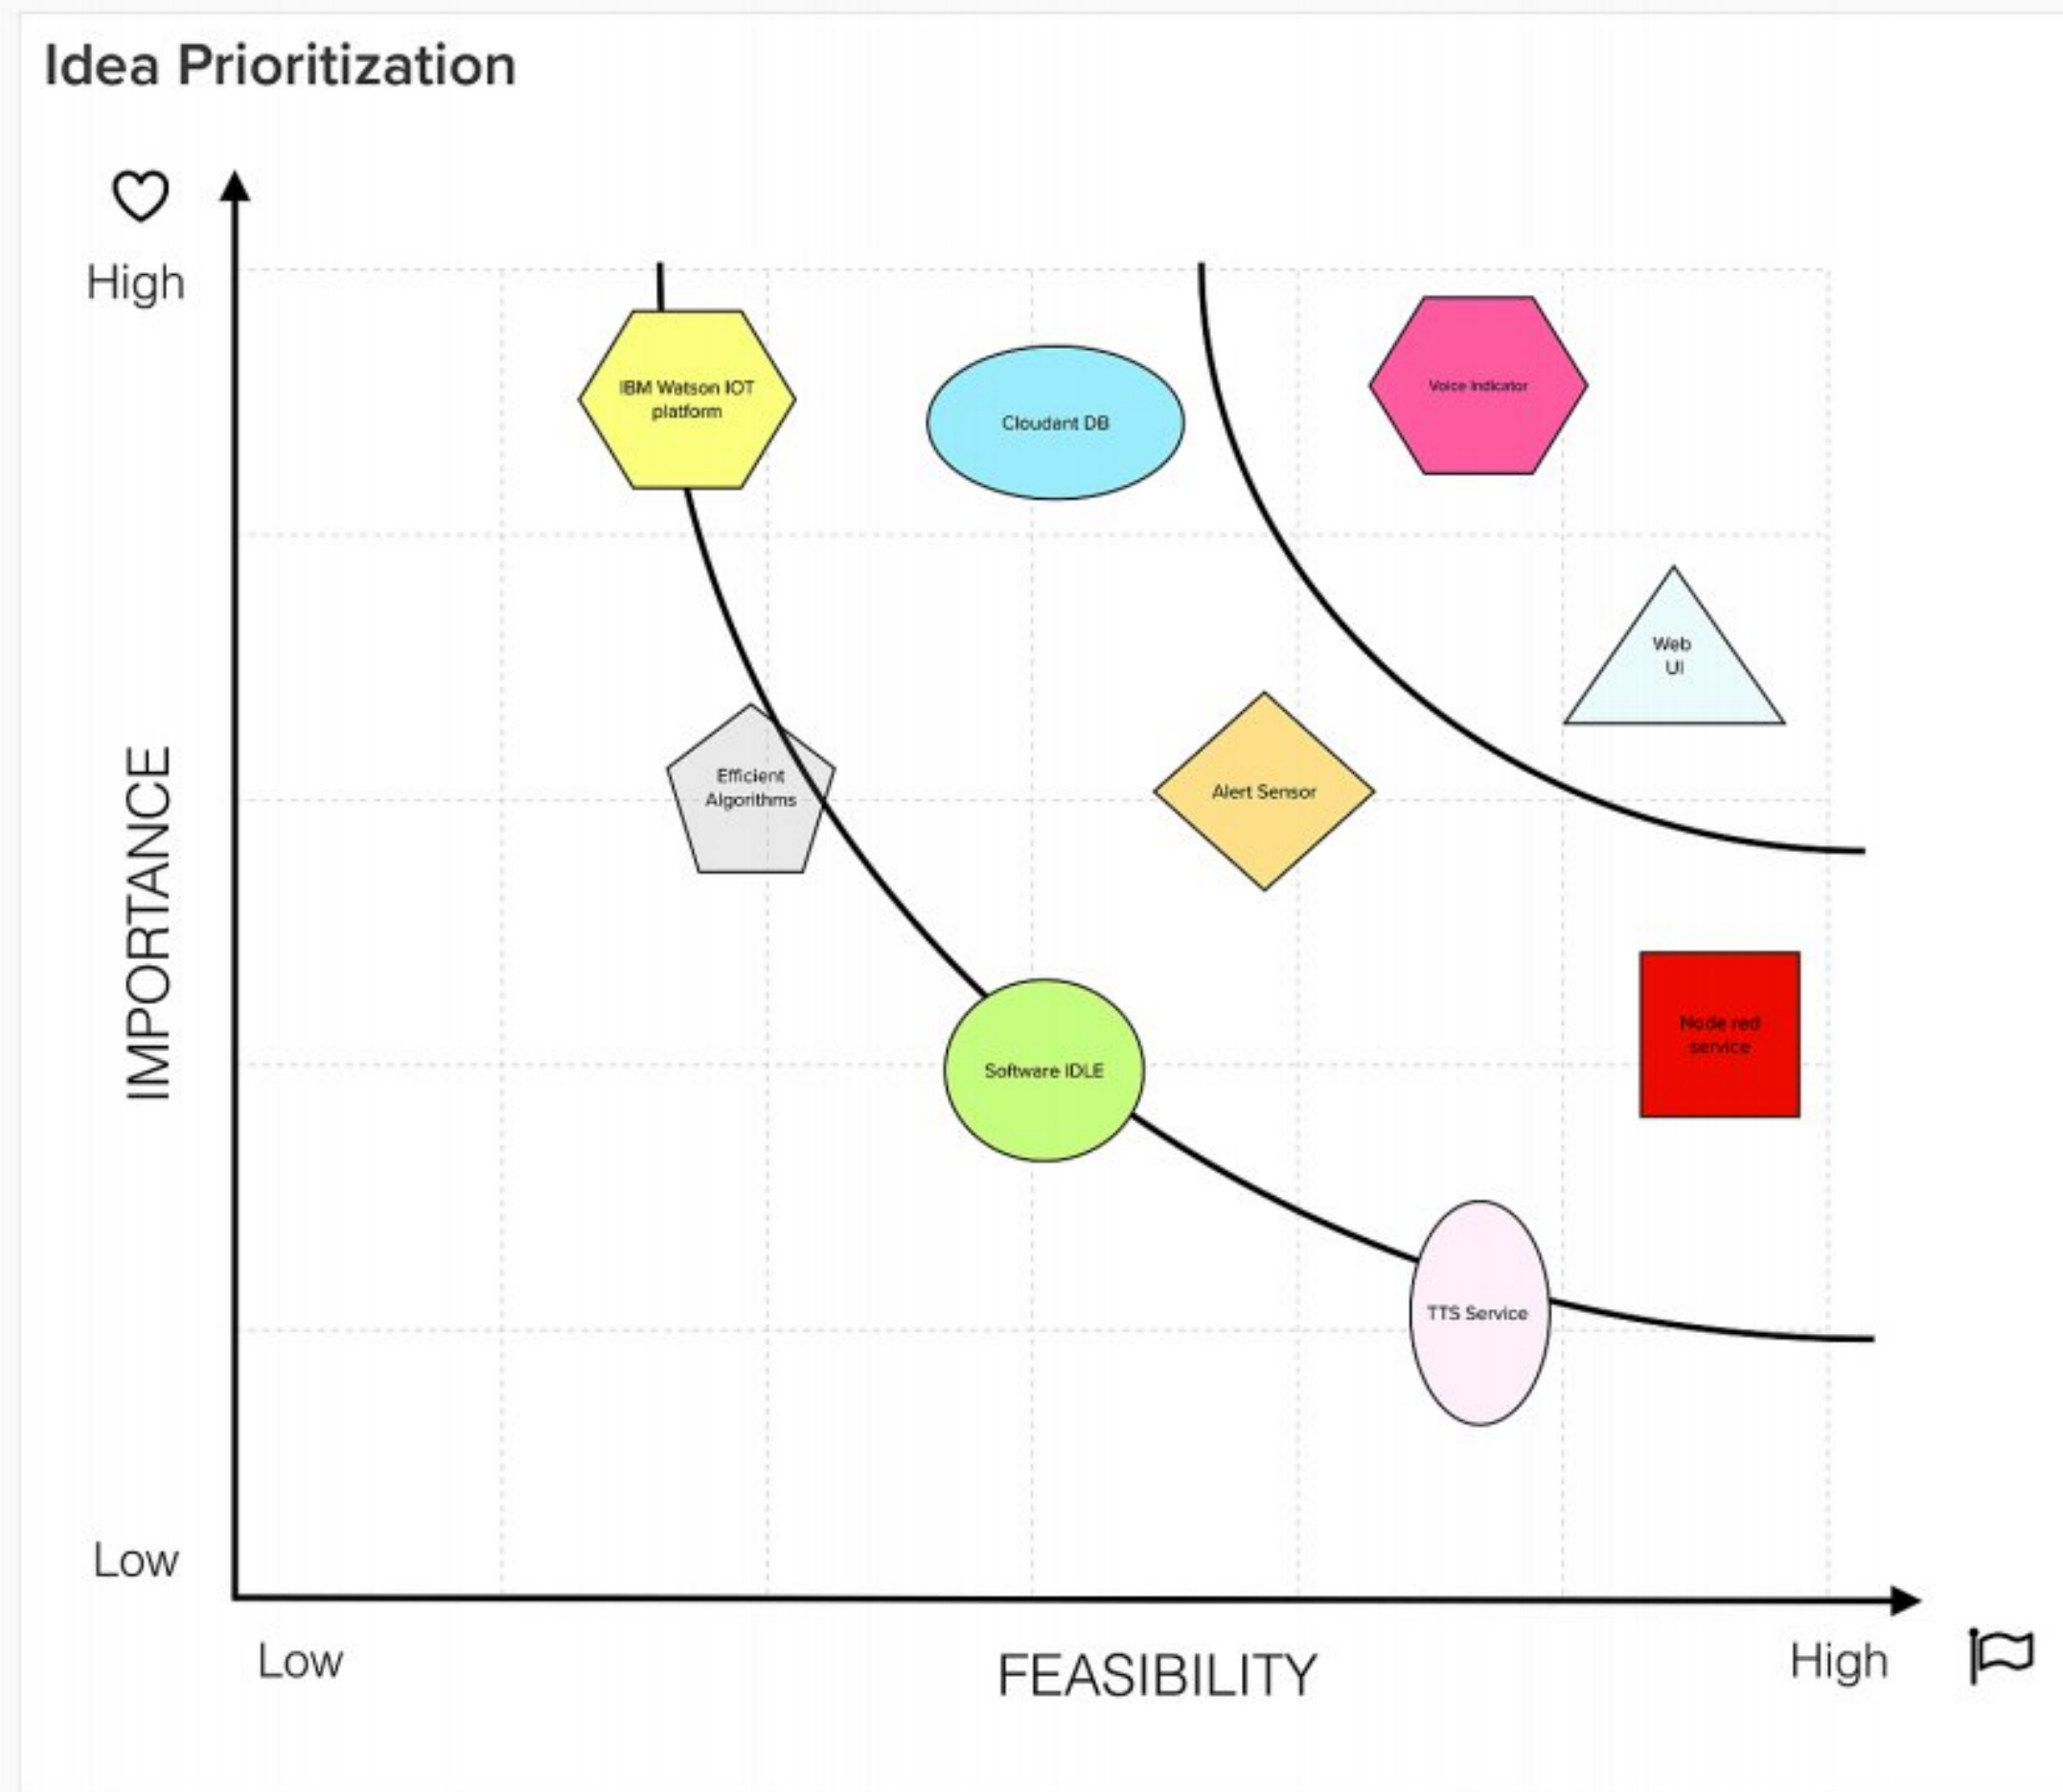 Idea Prioritization
High
IBM Watson IOT
platform
Cloudant DB
Voice Indicator
Web
UI
Efficient
Algorithms
Alert Sensor
IMPORTANCE
Node red
service
Software IDLE
TTS Service
Low
Low
FEASIBILITY
High